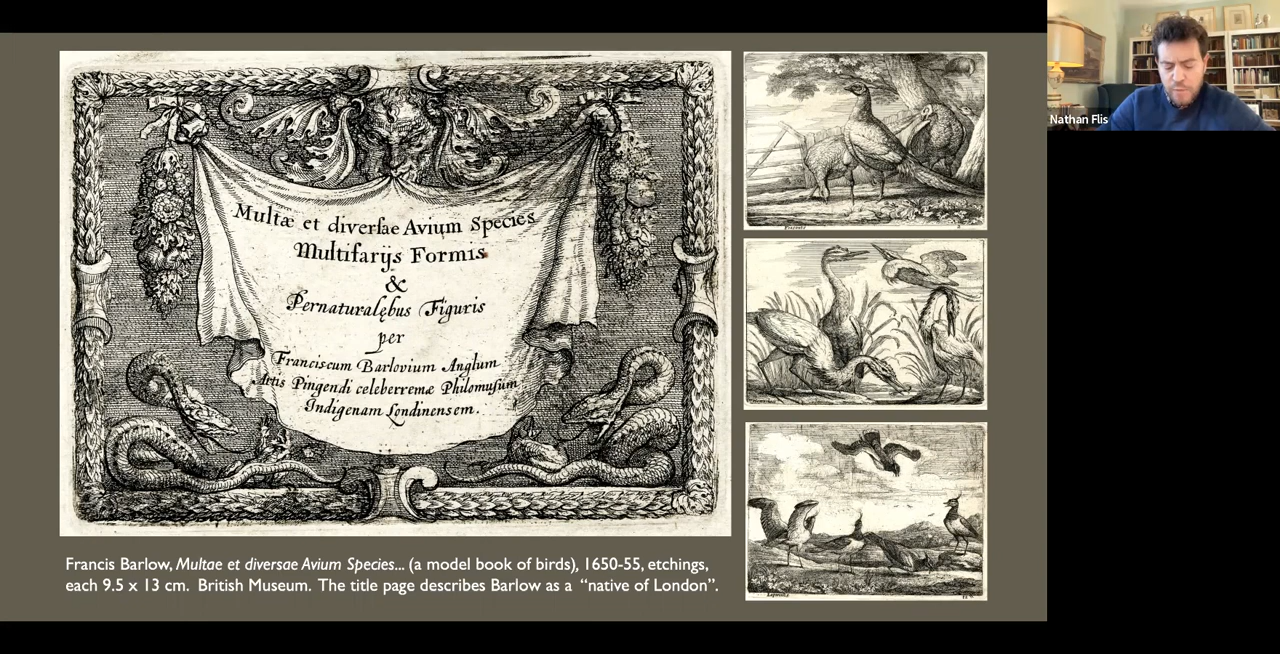 Multæ et diversae Avium Species
Multifarijs Formis
&
Pernaturalębus Figuris
per
Franciscum Barlovium Anglum
Artis Pingendi celeberremæ Philomusum
Indigenam Londinensem.
Francis Barlow, Multae et diversae Avium Species... (a model book of birds), 1650-55, etchings,
each 9.5 x 13 cm. British Museum. The title page describes Barlow as a "native of London".
Nathan Flis